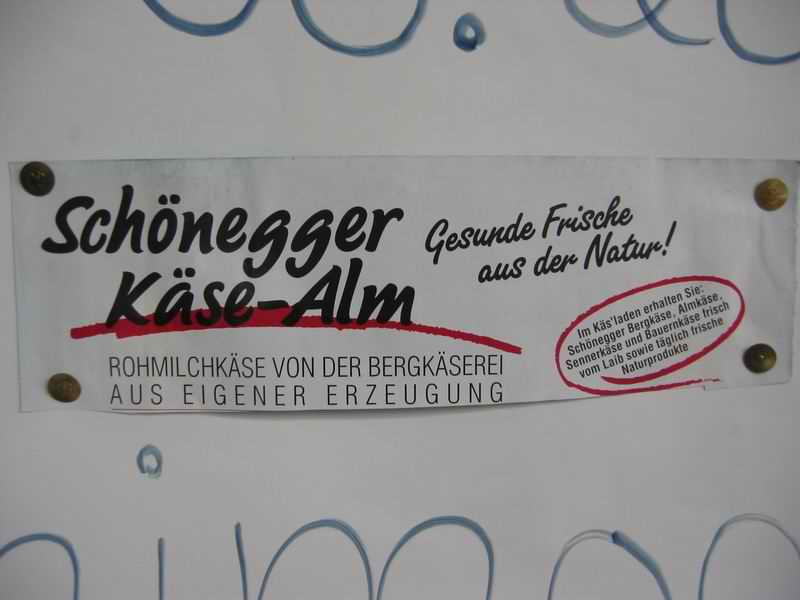 Schönegger
Käse-Alm
Gesunde Frische
aus der Natur!
ROHMILCHKÄSE VON DER BERGKÄSEREI
AUS EIGENER ERZEUGUNG
Im Käs'laden erhalten Sie:
Schönegger Bergkäse, Almkäse,
Sennerkäse und Bauernkäse frisch
vom Laib sowie täglich frische
Naturprodukte